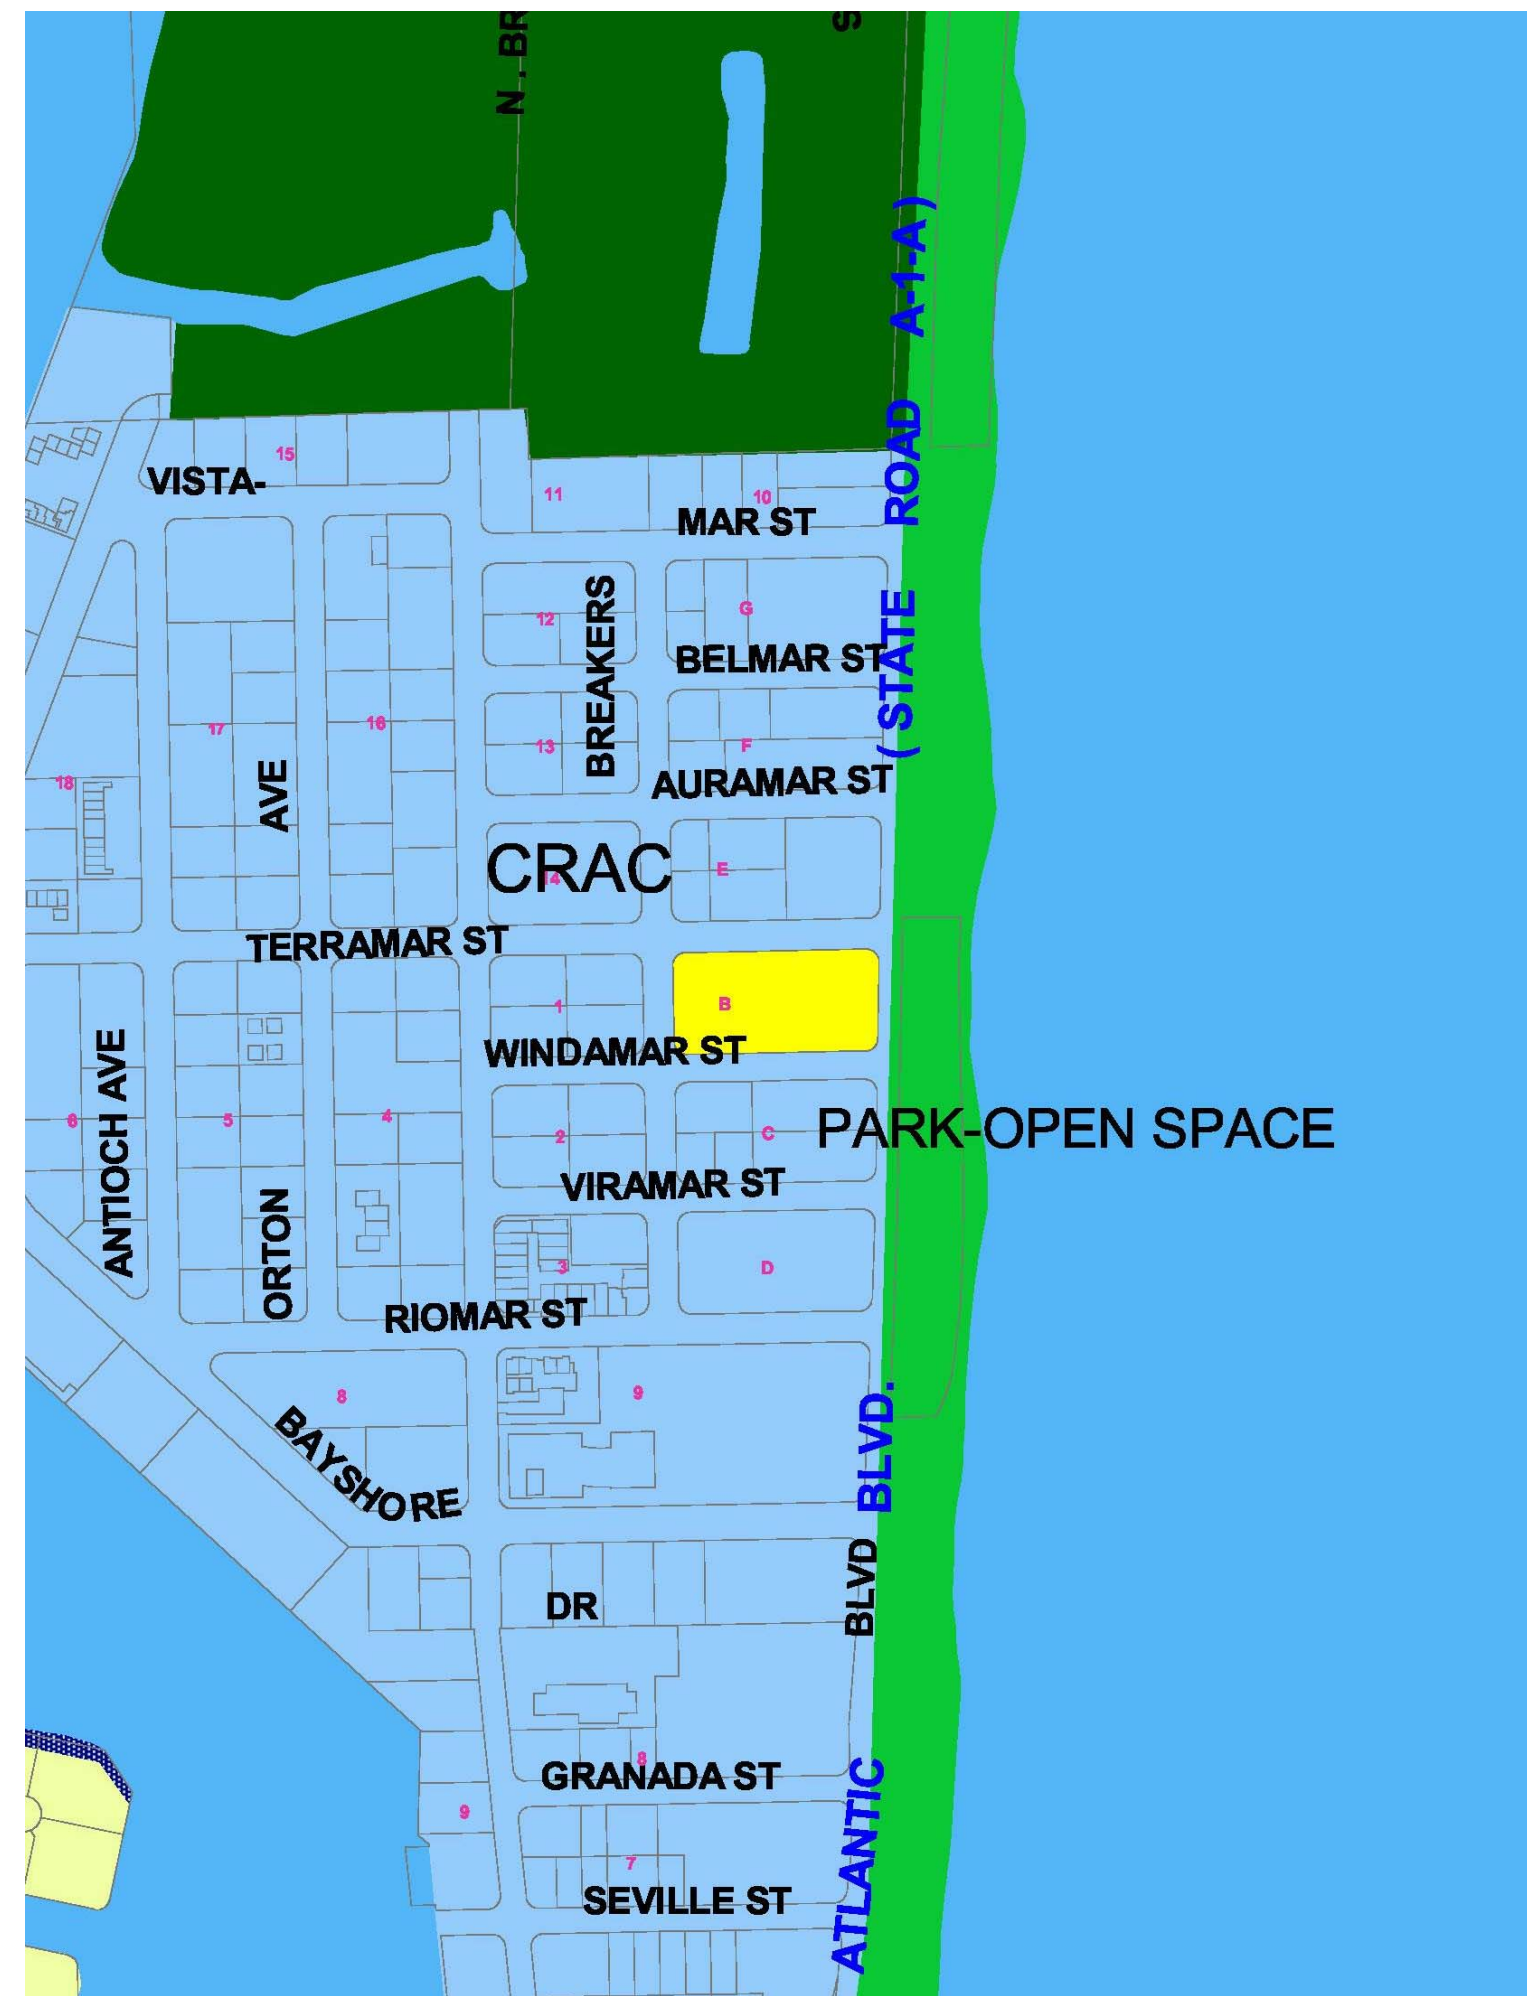 N. BR
S
(STATE ROAD A-1-A)
15
VISTA-
11
10
MAR ST
12
G
BREAKERS
BELMAR ST
17
16
13
F
18
AVE
AURAMAR ST
CRAC
14
E
TERRAMAR ST
1
B
WINDAMAR ST
ANTIOCH AVE
6
5
4
2
C
PARK-OPEN SPACE
VIRAMAR ST
ORTON
3
D
RIOMAR ST
8
9
BAYSHORE
BLVD.
DR
BLVD
8
GRANADA ST
9
ATLANTIC
7
SEVILLE ST